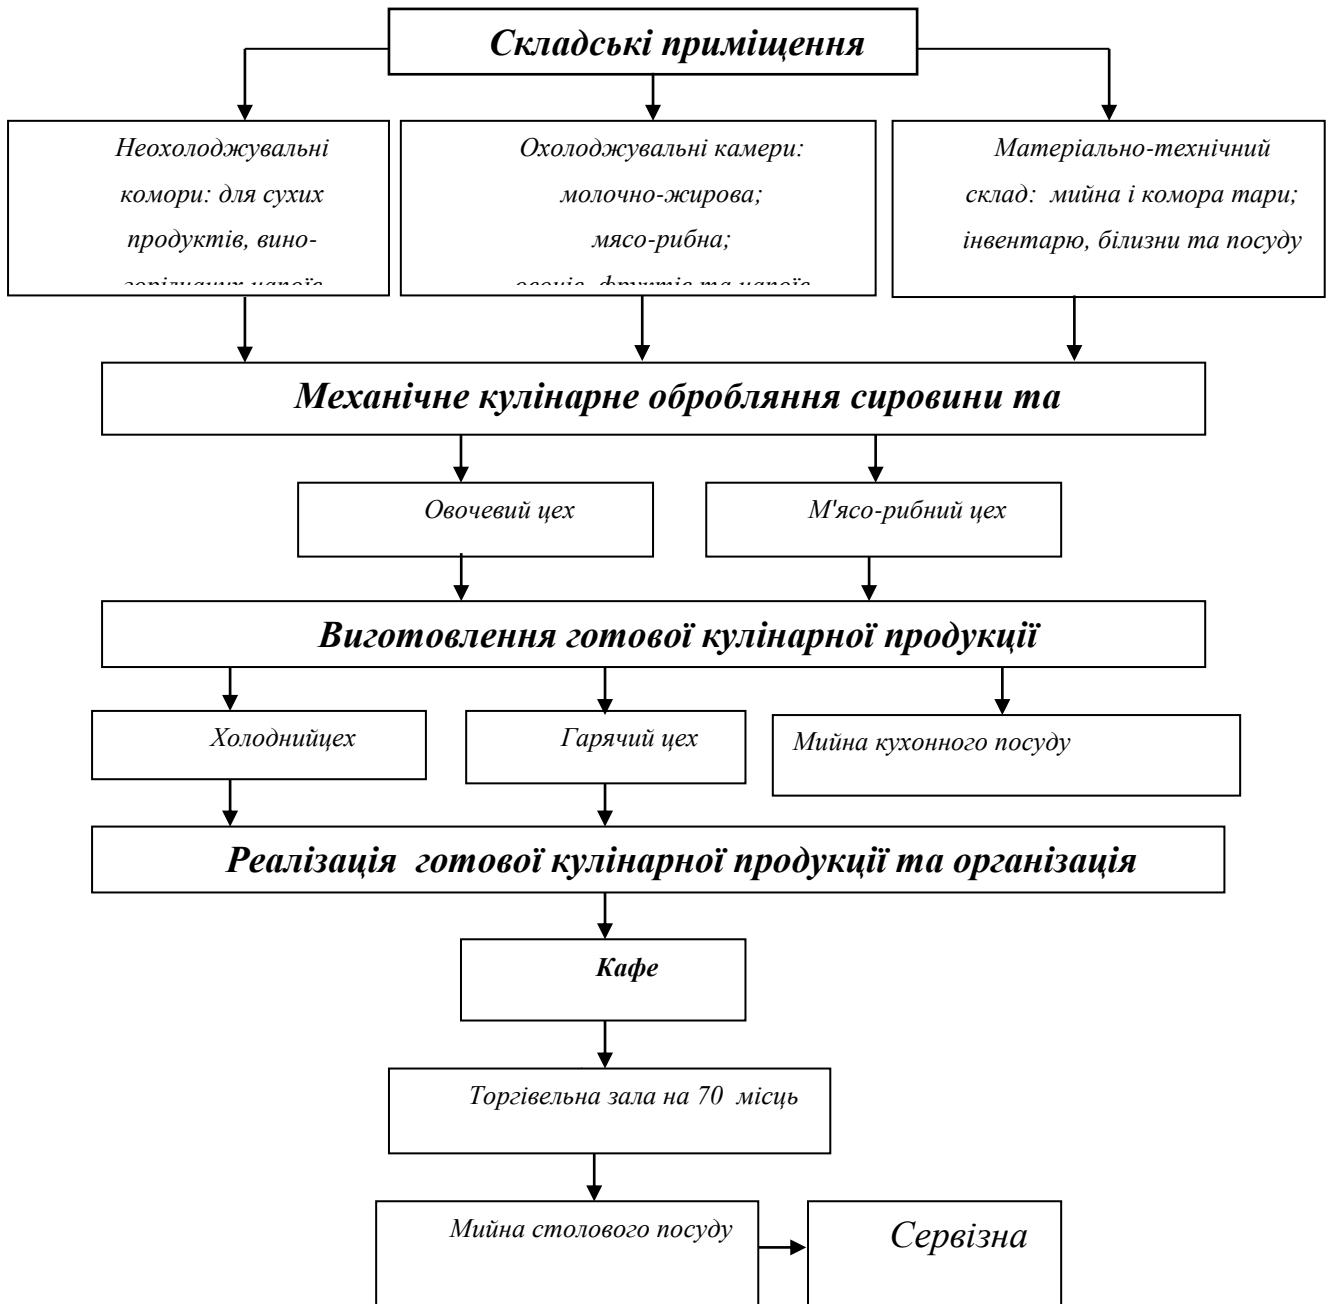 Складські приміщення
Неохолоджувальні
комори: для сухих
продуктів, вино-
Охолоджувальні камери:
молочно-жирова;
мясо-рибна;
Матеріально-технічний
склад: мийна і комора тари;
інвентарю, білизни та посуду
Механічне кулінарне обробляння сировини та
Овочевий цех
М'ясо-рибний цех
Виготовлення готової кулінарної продукції
Холоднийцех
Гарячий цех
Мийна кухонного посуду
Реалізація готової кулінарної продукції та організація
Кафе
Торгівельна зала на 70 місць
Мийна столового посуду
Сервізна